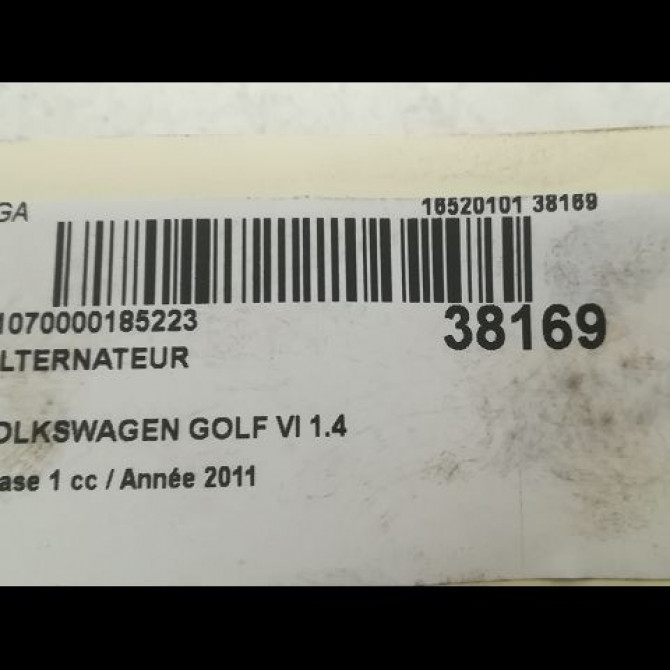 GA
16520101 38169
1070000185223
38169
LTERNATEUR
OLKSWAGEN GOLF VI 1.4
ase 1 cc / Année 2011